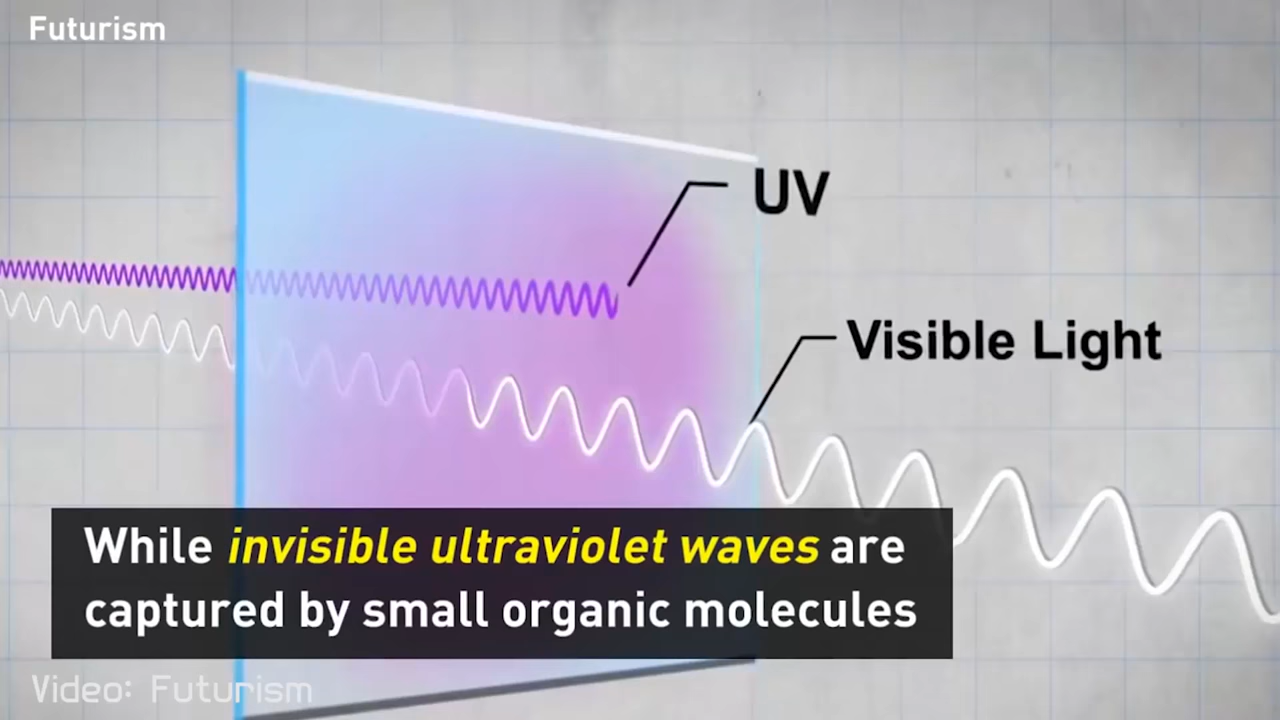 Futurism
UV
Visible Light
While invisible ultraviolet waves are
captured by small organic molecules
Video: Futurism